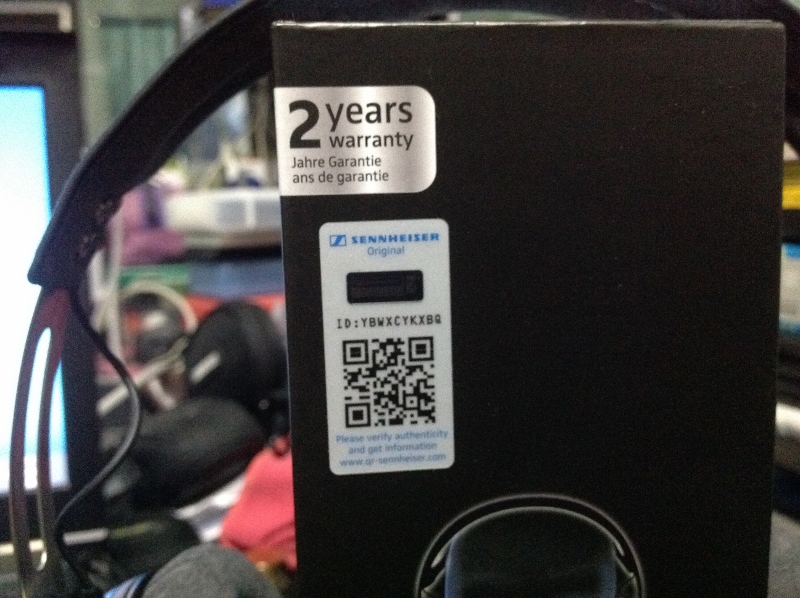 2 years
warranty
Jahre Garantie
ans de garantie
SENNHEISER
Original
ID:YBWXCYKXBQ
Please verify authenticity
and get information
www.qr-sennheiser.com